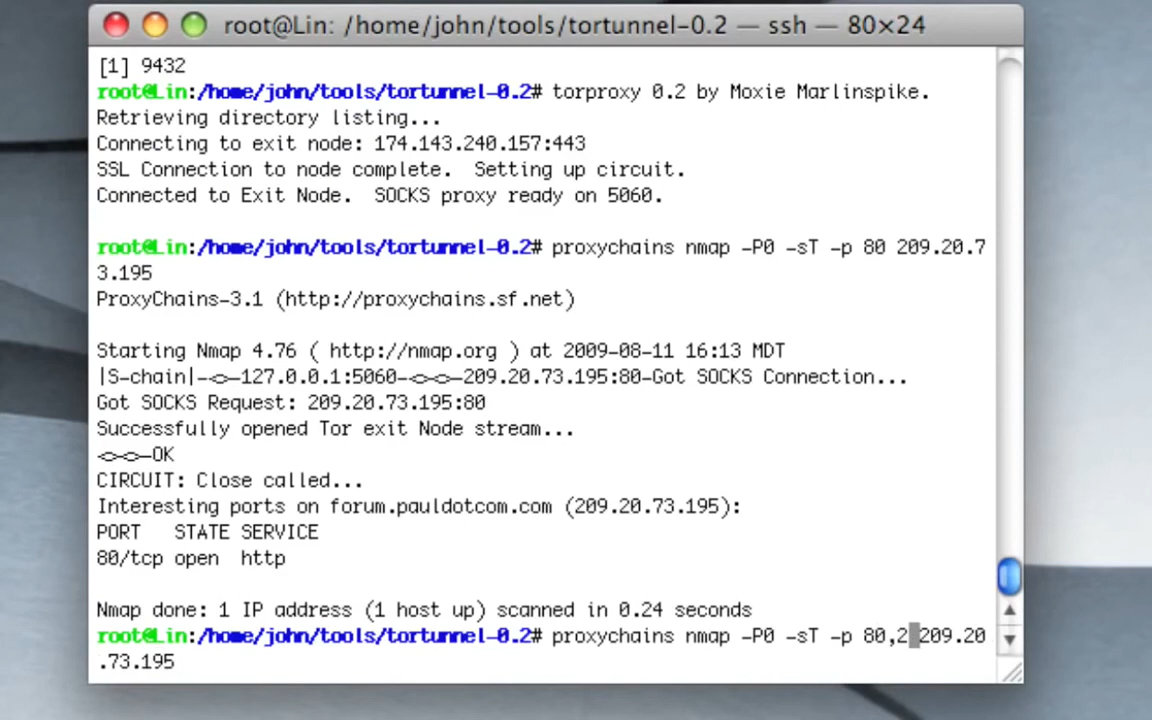 root@Lin: /home/john/tools/tortunnel-0.2 — ssh — 80×24
[1] 9432
root@Lin:/home/john/tools/tortunnel-0.2# torproxy 0.2 by Moxie Marlinspike.
Retrieving directory listing...
Connecting to exit node: 174.143.240.157:443
SSL Connection to node complete.  Setting up circuit.
Connected to Exit Node.  SOCKS proxy ready on 5060.
root@Lin:/home/john/tools/tortunnel-0.2# proxychains nmap -P0 -sT -p 80 209.20.7
3.195
ProxyChains-3.1 (http://proxychains.sf.net)
Starting Nmap 4.76 ( http://nmap.org ) at 2009-08-11 16:13 MDT
|S-chain|-<>-127.0.0.1:5060-<><>-209.20.73.195:80-Got SOCKS Connection...
Got SOCKS Request: 209.20.73.195:80
Successfully opened Tor exit Node stream...
<><>-OK
CIRCUIT: Close called...
Interesting ports on forum.pauldotcom.com (209.20.73.195):
PORT   STATE SERVICE
80/tcp open  http
Nmap done: 1 IP address (1 host up) scanned in 0.24 seconds
root@Lin:/home/john/tools/tortunnel-0.2# proxychains nmap -P0 -sT -p 80,2 209.20
.73.195